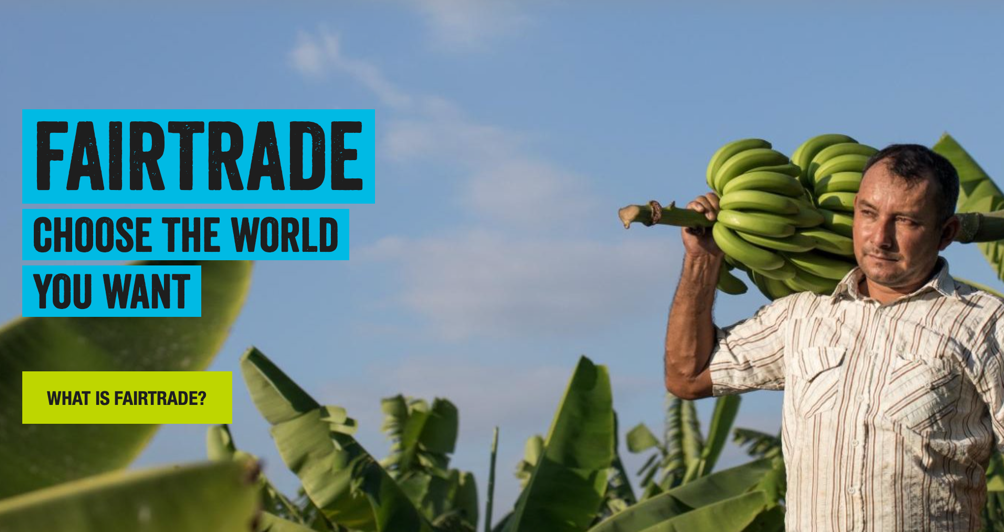 FAIRTRADE
CHOOSE THE WORLD
YOU WANT
WHAT IS FAIRTRADE?